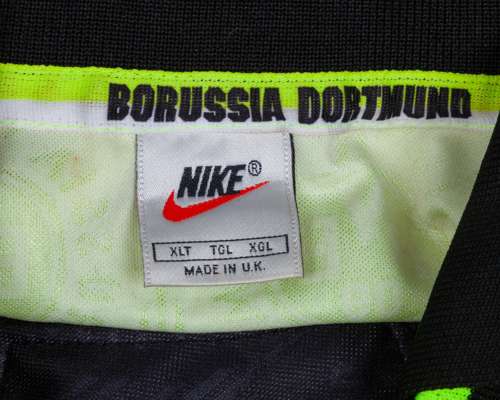 BORUSSIA DORTMUND
NIKE®
XLT TGL XGL
MADE IN U.K.